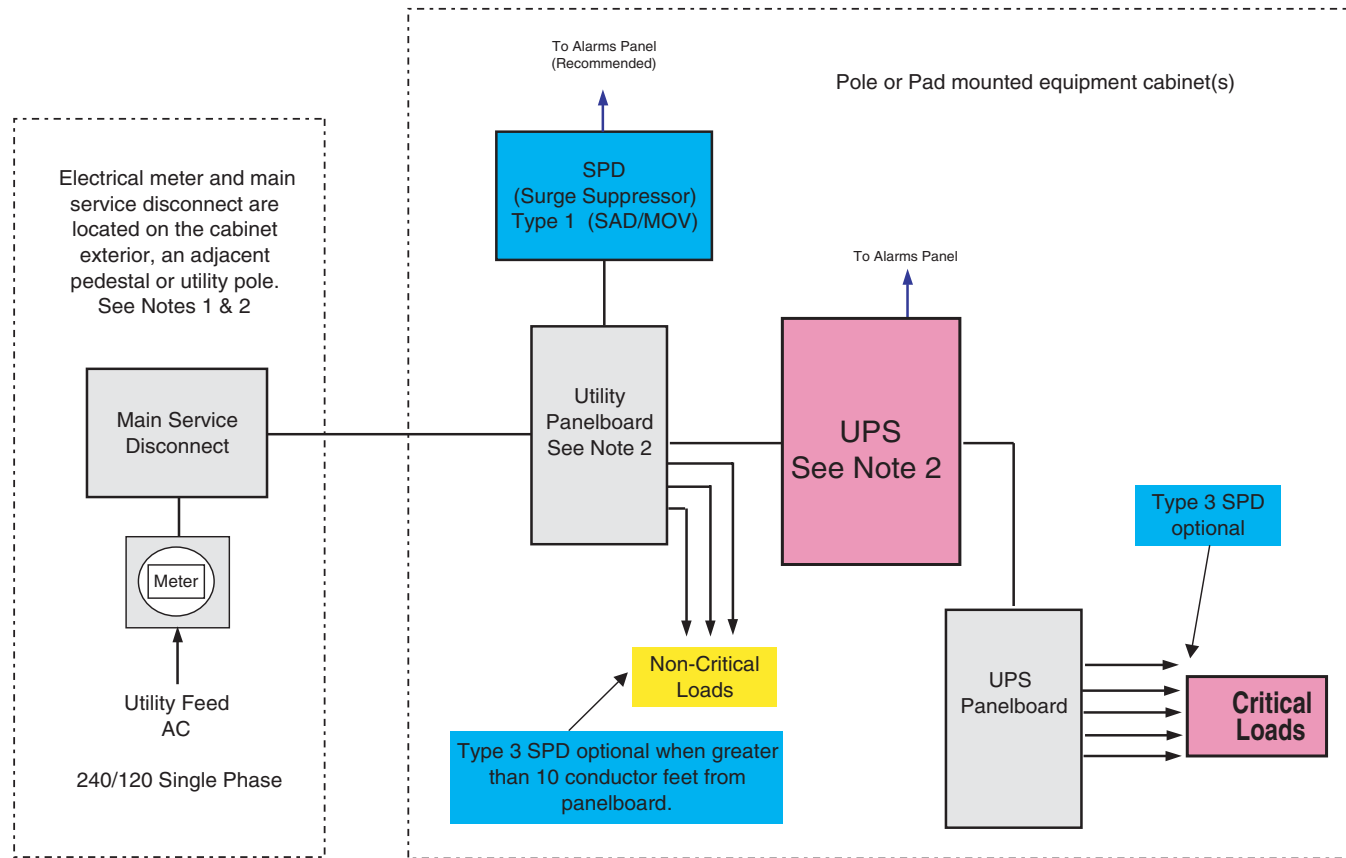 To Alarms Panel
(Recommended)
Pole or Pad mounted equipment cabinet(s)
Electrical meter and main
service disconnect are
located on the cabinet
exterior, an adjacent
pedestal or utility pole.
See Notes 1 & 2
SPD
(Surge Suppressor)
Type 1 (SAD/MOV)
To Alarms Panel
Main Service
Disconnect
Utility
Panelboard
See Note 2
UPS
See Note 2
Type 3 SPD
optional
Meter
Utility Feed
AC
240/120 Single Phase
Non-Critical
Loads
Type 3 SPD optional when greater
than 10 conductor feet from
panelboard.
UPS
Panelboard
Critical
Loads